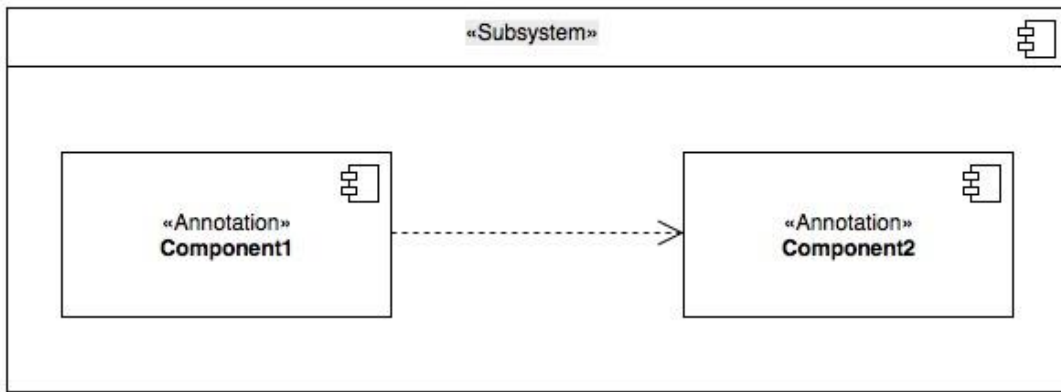 «Subsystem»
«Annotation»
Component1
«Annotation»
Component2